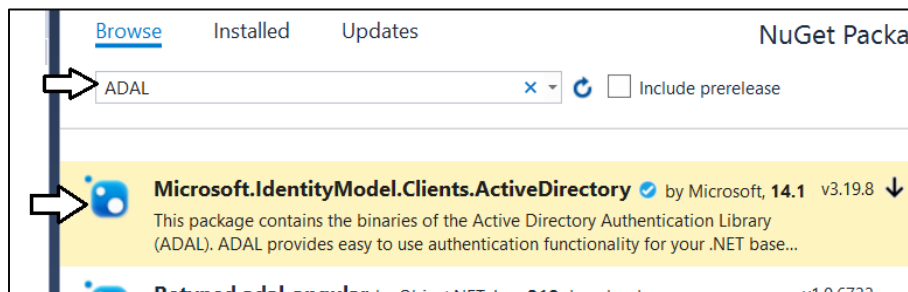 Browse Installed Updates NuGet Packa
ADAL Include prerelease
Microsoft.IdentityModel.Clients.ActiveDirectory by Microsoft, 14.1 v3.19.8
This package contains the binaries of the Active Directory Authentication Library
(ADAL). ADAL provides easy to use authentication functionality for your .NET base...